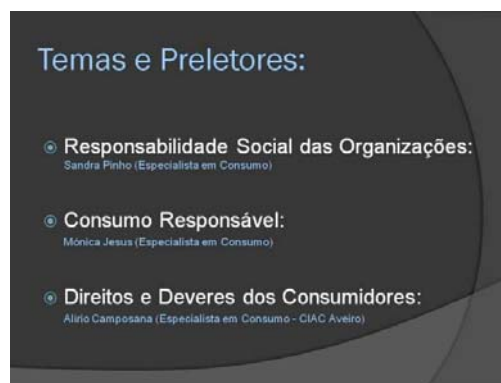 Temas e Preletores:
Responsabilidade Social das Organizações:
Sandra Pinho (Especialista em Consumo)
Consumo Responsável:
Mónica Jesus (Especialista em Consumo)
Direitos e Deveres dos Consumidores:
Alirio Camposana (Especialista em Consumo - CIAC Aveiro)